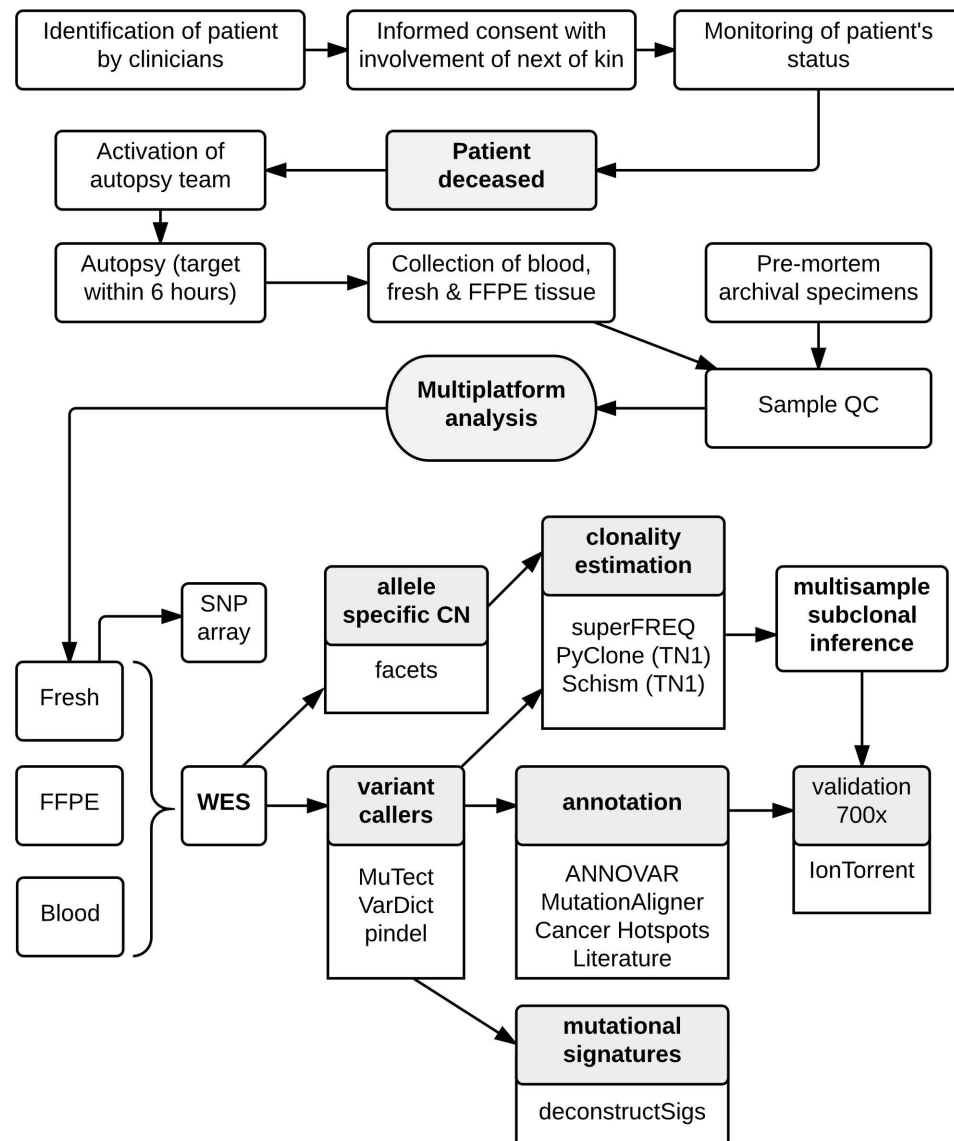 Identification of patient
by clinicians
Informed consent with
involvement of next of kin
Monitoring of patient's
status
Activation of
autopsy team
Patient
deceased
Autopsy (target
within 6 hours)
Collection of blood,
fresh & FFPE tissue
Pre-mortem
archival specimens
Multiplatform
analysis
Sample QC
clonality
estimation
superFREQ
PyClone (TN1)
Schism (TN1)
allele
specific CN
facets
multisample
subclonal
inference
SNP
array
Fresh
FFPE
Blood
WES
variant
callers
MuTect
VarDict
pindel
annotation
ANNOVAR
MutationAligner
Cancer Hotspots
Literature
validation
700x
IonTorrent
mutational
signatures
deconstructSigs